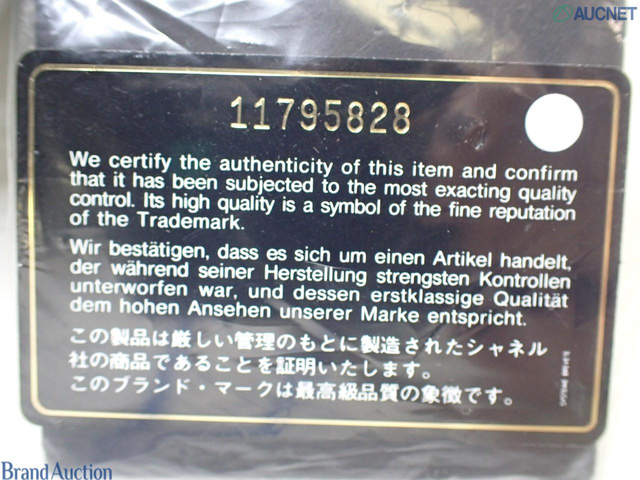 AUCNET
11795828
We certify the authenticity of this item and confirm
that it has been subjected to the most exacting quality
control. Its high quality is a symbol of the fine reputation
of the Trademark.
Wir bestätigen, dass es sich um einen Artikel handelt,
der während seiner Herstellung strengsten Kontrollen
unterworfen war, und dessen erstklassige Qualität
dem hohen Ansehen unserer Marke entspricht.
この製品は厳しい管理のもとに製造されたシャネル
社の商品であることを証明いたします。
このブランド・マークは最高級品質の象徴です。
Brand Auction